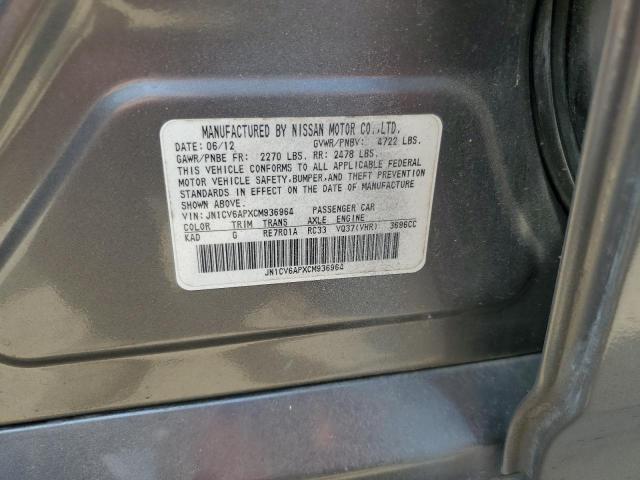 MANUFACTURED BY NISSAN MOTOR CO.,LTD.
DATE: 06/12 GVWR/PNBV: 4722 LBS.
GAWR/PNBE FR: 2270 LBS. RR: 2478 LBS.
THIS VEHICLE CONFORMS TO ALL APPLICABLE FEDERAL
MOTOR VEHICLE SAFETY,BUMPER,AND THEFT PREVENTION
STANDARDS IN EFFECT ON THE DATE OF MANUFACTURE
SHOWN ABOVE.
VIN: JN1CV6APXCM936964 PASSENGER CAR
COLOR TRIM TRANS AXLE ENGINE
KAD G RE7R01A RC33 VQ37(VHR) 3696CC
JN1CV6APXCM936964